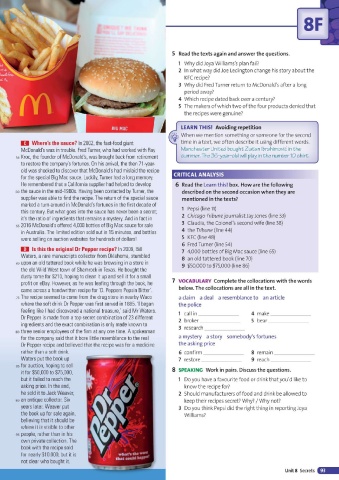 8F
5 Read the texts again and answer the questions.
1 Why did Joya Williams's plan fail?
2 In what way did Joe Ledington change his story about the
KFC recipe?
3 Why did Fred Turner return to McDonald's after a long
period away?
4 Which recipe dated back over a century?
5 The makers of which two of the four products denied that
the recipes were genuine?
LEARN THIS! Avoiding repetition
When we mention something or someone for the second
time in a text, we often describe it using different words.
Manchester United bought Zlatan Ibrahimović in the
summer. The 35-year-old will play in the number 10 shirt.
CRITICAL ANALYSIS
6 Read the Learn this! box. How are the following
described on the second occasion when they are
mentioned in the texts?
1 Pepsi (line 11)
2 Chicago Tribune journalist Jay Jones (line 33)
3 Claudia, the Colonel's second wife (line 38)
4 the Tribune (line 44)
5 KFC (line 48)
6 Fred Turner (line 54)
7 4,000 bottles of Big Mac sauce (line 69)
8 an old tattered book (line 70)
9 $50,000 to $75,000 (line 86)
7 VOCABULARY Complete the collocations with the words
below. The collocations are all in the text.
a claim a deal a resemblance to an article
the police
1 call in
2 broker
3 research
4 make
5 bear
a mystery a story somebody's fortunes
the asking price
6 confirm
7 restore
8 remain
9 reach
8 SPEAKING Work in pairs. Discuss the questions.
1 Do you have a favourite food or drink that you'd like to
know the recipe for?
2 Should manufacturers of food and drink be allowed to
keep their recipes secret? Why? / Why not?
3 Do you think Pepsi did the right thing in reporting Joya
Williams?
BIG MAC
C Where's the sauce? In 2002, the fast-food giant
McDonald's was in trouble. Fred Turner, who had worked with Ray
Kroc, the founder of McDonald's, was brought back from retirement
to restore the company's fortunes. On his arrival, the then 71-year-
old was shocked to discover that McDonald's had mislaid the recipe
for the special Big Mac sauce. Luckily, Turner had a long memory.
He remembered that a California supplier had helped to develop
the sauce in the mid-1980s. Having been contacted by Turner, the
supplier was able to find the recipe. The return of the special sauce
marked a turn around in McDonald's fortunes in the first decade of
this century. But what goes into the sauce has never been a secret;
it's the rest of ingredients that remains a mystery. And in fact in
2016 McDonald's offered 4,000 bottles of Big Mac sauce for sale
in Australia. The limited edition sold out in 15 minutes, and bottles
were selling on auction websites for hundreds of dollars!
D Is this the original Dr Pepper recipe? In 2009, Bill
Waters, a rare manuscripts collector from Oklahoma, stumbled
upon an old tattered book while he was browsing in a store in
the old Wild West town of Shamrock in Texas. He bought the
dusty tome for $200, hoping to clean it up and sell it for a small
profit on eBay. However, as he was leafing through the book, he
came across a handwritten recipe for 'D. Peppers Pepsin Bitters'.
The recipe seemed to come from the drug store in nearby Waco
where the soft drink Dr Pepper was first served in 1885. 'I began
feeling like I had discovered a national treasure,' said Mr Waters.
Dr Pepper is made from a top secret combination of 23 different
ingredients and the exact combination is only made known to
three senior employees of the firm at any one time. A spokesman
for the company said that it bore little resemblance to the real
Dr Pepper recipe and believed that the recipe was for a medicine
rather than a soft drink.
Waters put the book up
for auction, hoping to sell
it for $50,000 to $75,000,
but it failed to reach the
asking price. In the end,
he sold it to Jack Weaver,
an antique collector. Six
years later, Weaver put
the book up for sale again,
believing that it should be
where it is visible to other
people, rather than in his
own private collection. The
book with the recipe sold
for nearly $10,000, but it is
not clear who bought it.
Dr Pepper
Unit 8 Secrets 93